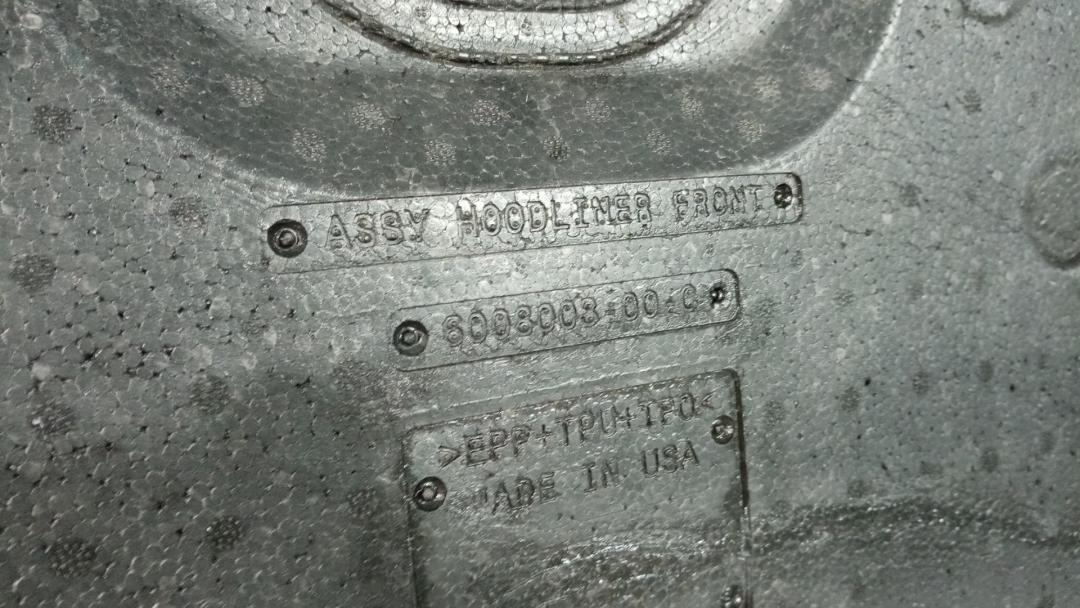 ASSY HOODLINER FRONT
6008003-00-C
>EPP+TPU+TPO<
MADE IN USA